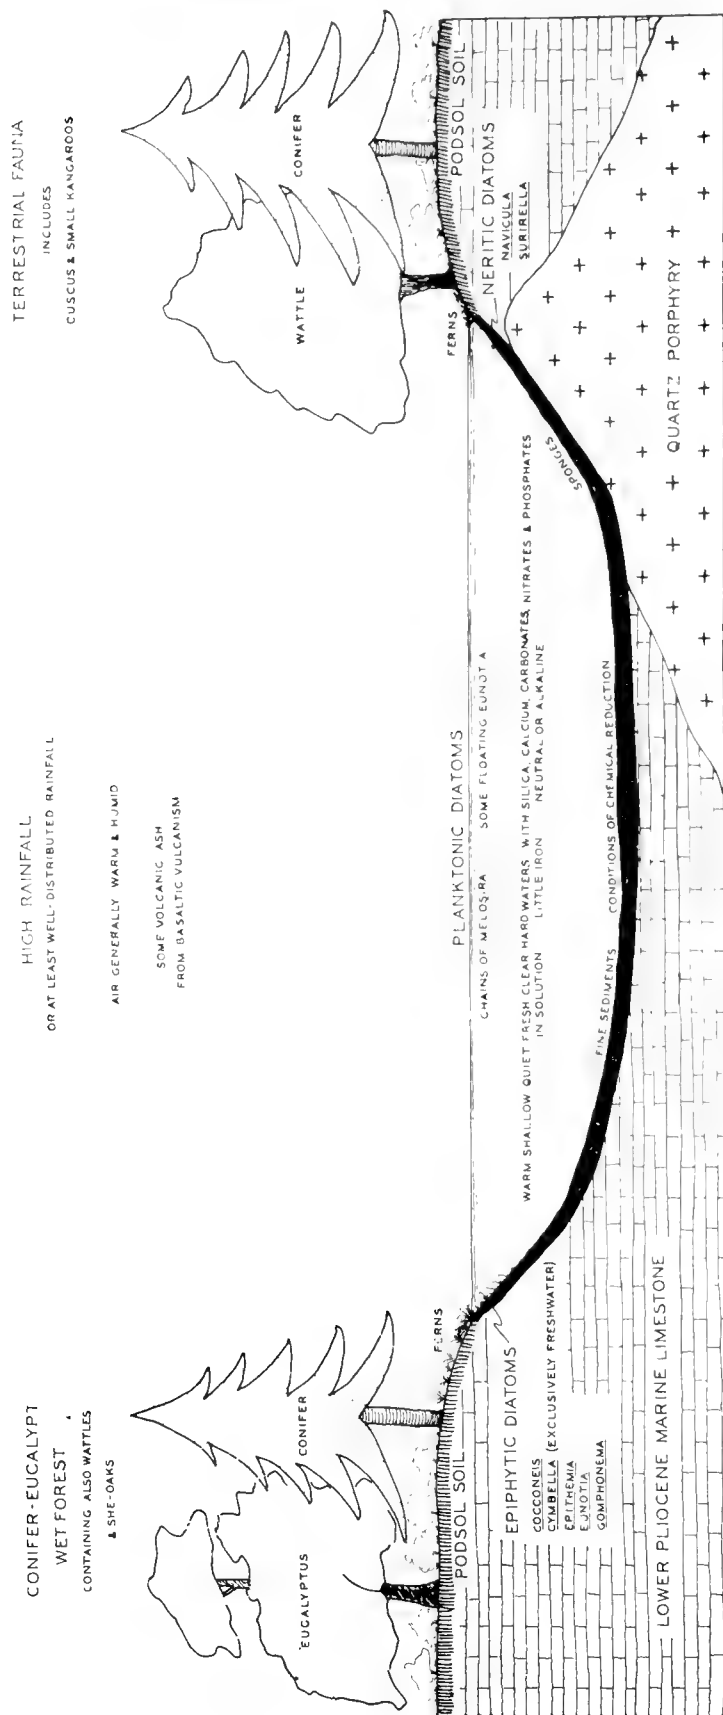 CONIFER-EUCALYPT
WET FOREST
CONTAINING ALSO WATTLES
& SHE-OAKS
HIGH RAINFALL
OR AT LEAST WELL-DISTRIBUTED RAINFALL
AIR GENERALLY WARM & HUMID
SOME VOLCANIC ASH
FROM BASALTIC VULCANISM
TERRESTRIAL FAUNA
INCLUDES
CUSCUS & SMALL KANGAROOS
EUCALYPTUS
CONIFER
WATTLE
CONIFER
FERNS
FERNS
PODSOL SOIL
PODSOL SOIL
PLANKTONIC DIATOMS
CHAINS OF MELOSIRA SOME FLOATING EUNOTIA
WARM SHALLOW QUIET FRESH CLEAR HARD WATERS WITH SILICA, CALCIUM, CARBONATES, NITRATES & PHOSPHATES
IN SOLUTION LITTLE IRON NEUTRAL OR ALKALINE
EPIPHYTIC DIATOMS
COCCONEIS
CYMBELLA (EXCLUSIVELY FRESHWATER)
EPITHEMIA
EUNOTIA
GOMPHONEMA
NERITIC DIATOMS
NAVICULA
SURIRELLA
SPONGES
FINE SEDIMENTS CONDITIONS OF CHEMICAL REDUCTION
LOWER PLIOCENE MARINE LIMESTONE
QUARTZ PORPHYRY